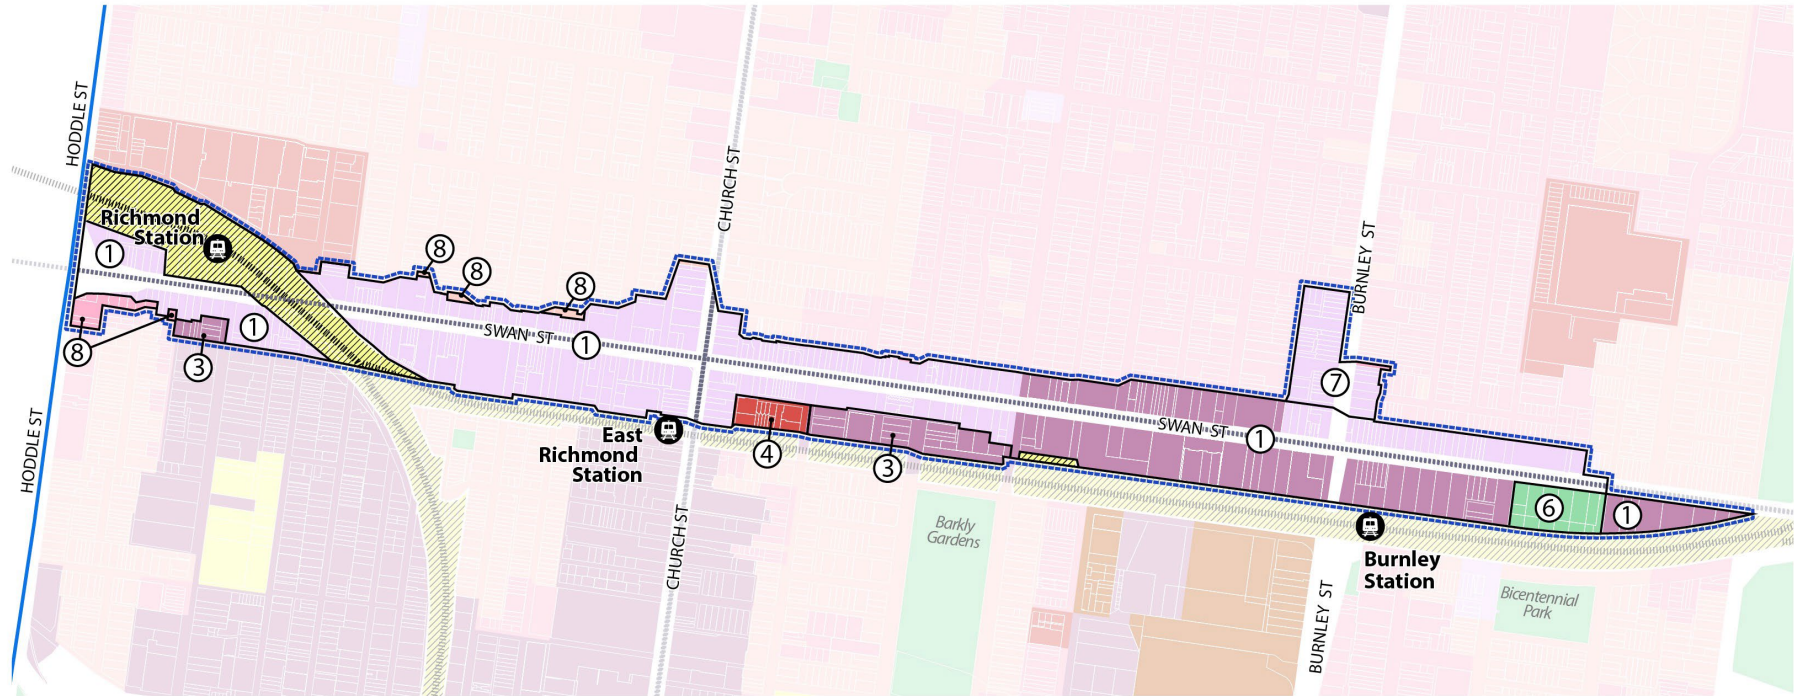 HODDLE ST
CHURCH ST
Richmond
Station
1
8
8
8
BURNLEY ST
SWAN ST
1
1
8
3
7
East
Richmond
Station
4
3
SWAN ST
1
HODDLE ST
6
1
CHURCH ST
Barkly
Gardens
Burnley
Station
BURNLEY ST
Bicentennial
Park